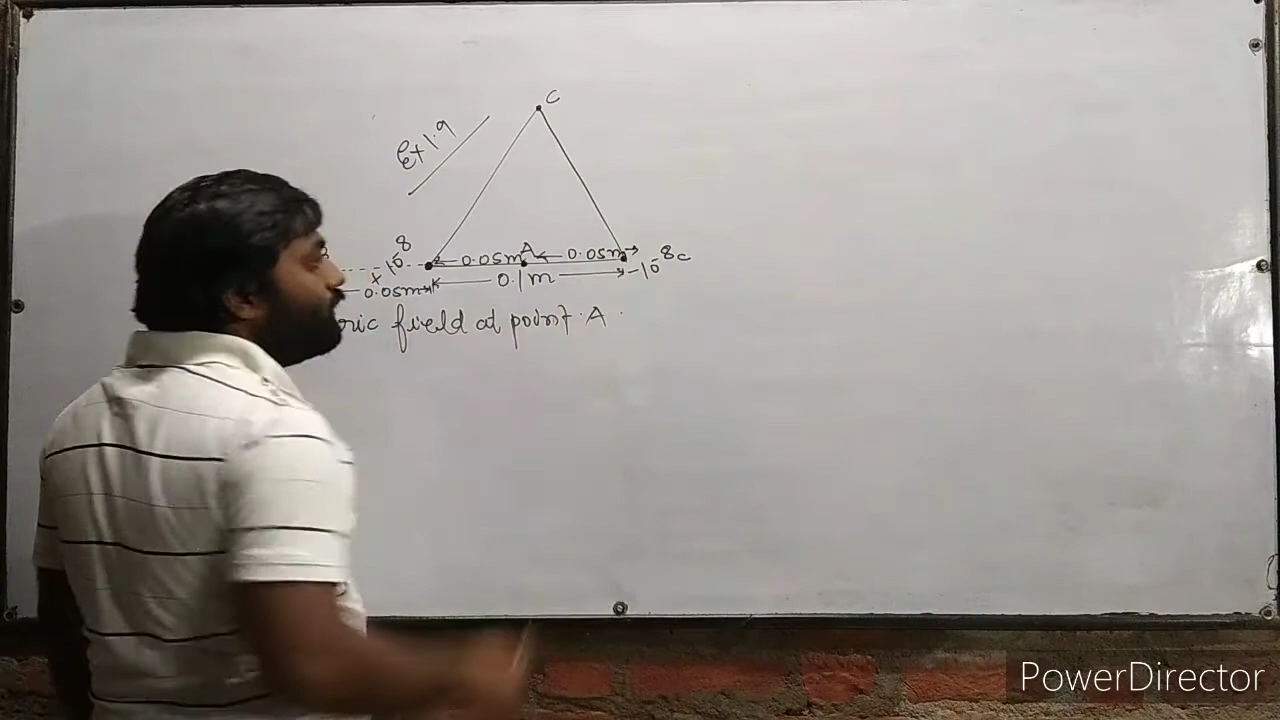 C
Ex 1.9
+10⁻⁸
0.05m A 0.05m
-10⁻⁸c
0.05m 0.1m
ric field at point A.
PowerDirector